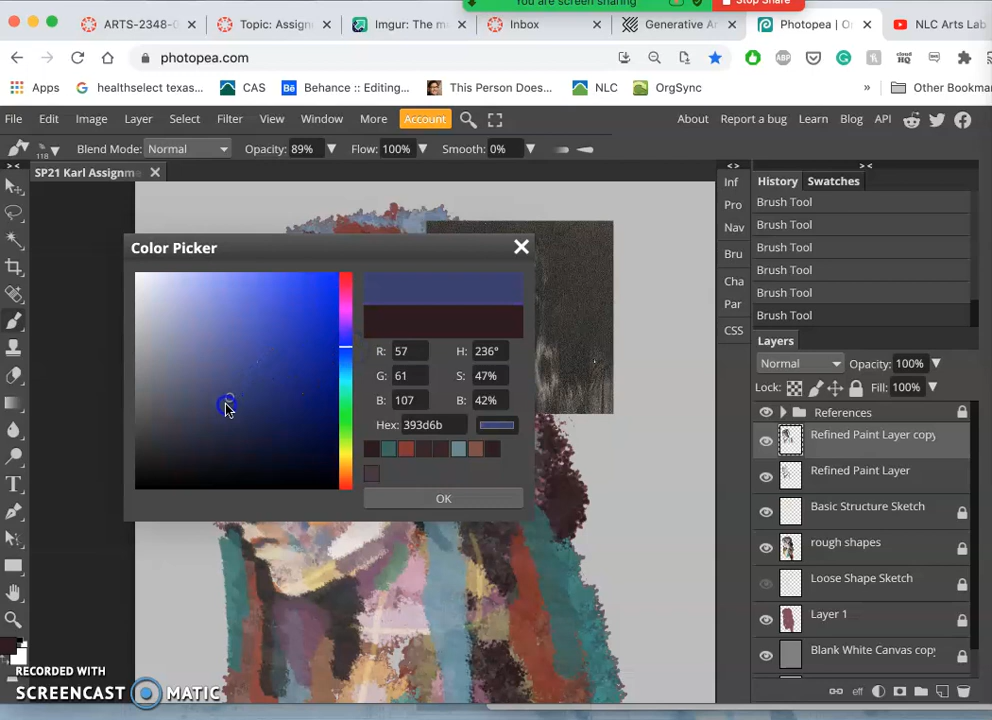 You are screen sharing
Stop Share
ARTS-2348-0
Topic: Assignm
Imgur: The m
Inbox
Generative A
Photopea | O
NLC Arts Lab
photopea.com
Apps
healthselect texas...
CAS
Behance :: Editing...
This Person Does...
NLC
OrgSync
»
Other Bookmar
File Edit Image Layer Select Filter View Window More Account
About Report a bug Learn Blog API
118
Blend Mode: Normal
Opacity: 89%
Flow: 100%
Smooth: 0%
SP21 Karl Assignm
Color Picker
R: 57
H: 236°
G: 61
S: 47%
B: 107
B: 42%
Hex: 393d6b
OK
Inf
Pro
Nav
Bru
Cha
Par
CSS
History Swatches
Brush Tool
Brush Tool
Brush Tool
Brush Tool
Brush Tool
Brush Tool
Layers
Normal
Opacity: 100%
Lock:
Fill: 100%
References
Refined Paint Layer copy
Refined Paint Layer
Basic Structure Sketch
rough shapes
Loose Shape Sketch
Layer 1
Blank White Canvas copy
eff
RECORDED WITH
SCREENCAST MATIC